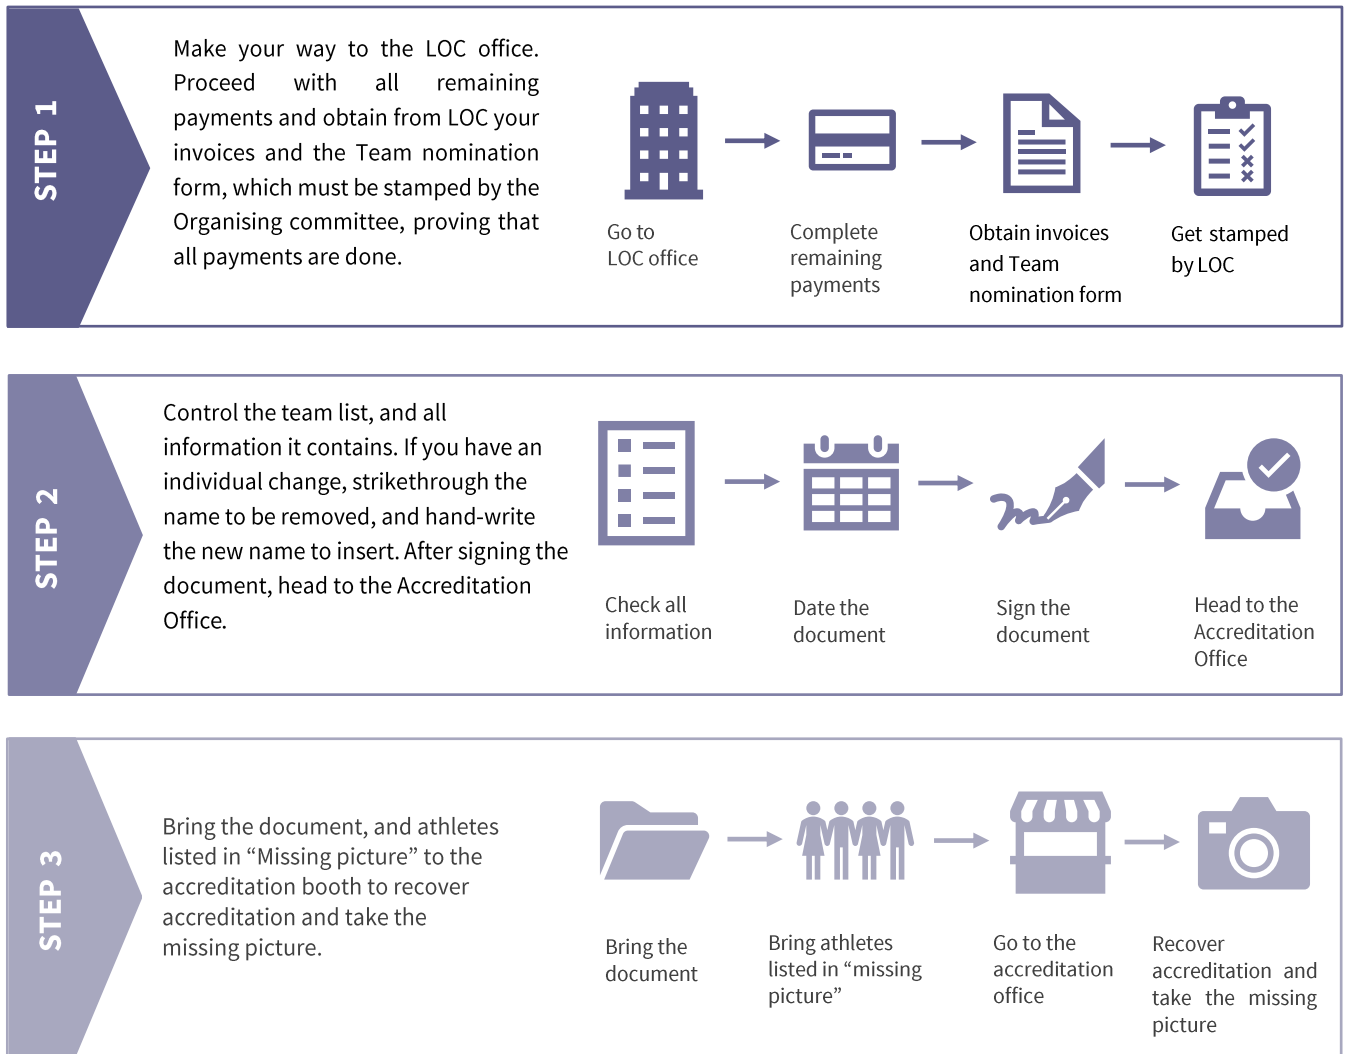 STEP 1
Make your way to the LOC office.
Proceed with all remaining
payments and obtain from LOC your
invoices and the Team nomination
form, which must be stamped by the
Organising committee, proving that
all payments are done.
Go to
LOC office
Complete
remaining
payments
Obtain invoices
and Team
nomination form
Get stamped
by LOC
STEP 2
Control the team list, and all
information it contains. If you have an
individual change, strikethrough the
name to be removed, and hand-write
the new name to insert. After signing the
document, head to the Accreditation
Office.
Check all
information
Date the
document
Sign the
document
Head to the
Accreditation
Office
STEP 3
Bring the document, and athletes
listed in “Missing picture” to the
accreditation booth to recover
accreditation and take the
missing picture.
Bring the
document
Bring athletes
listed in “missing
picture”
Go to the
accreditation
office
Recover
accreditation and
take the missing
picture